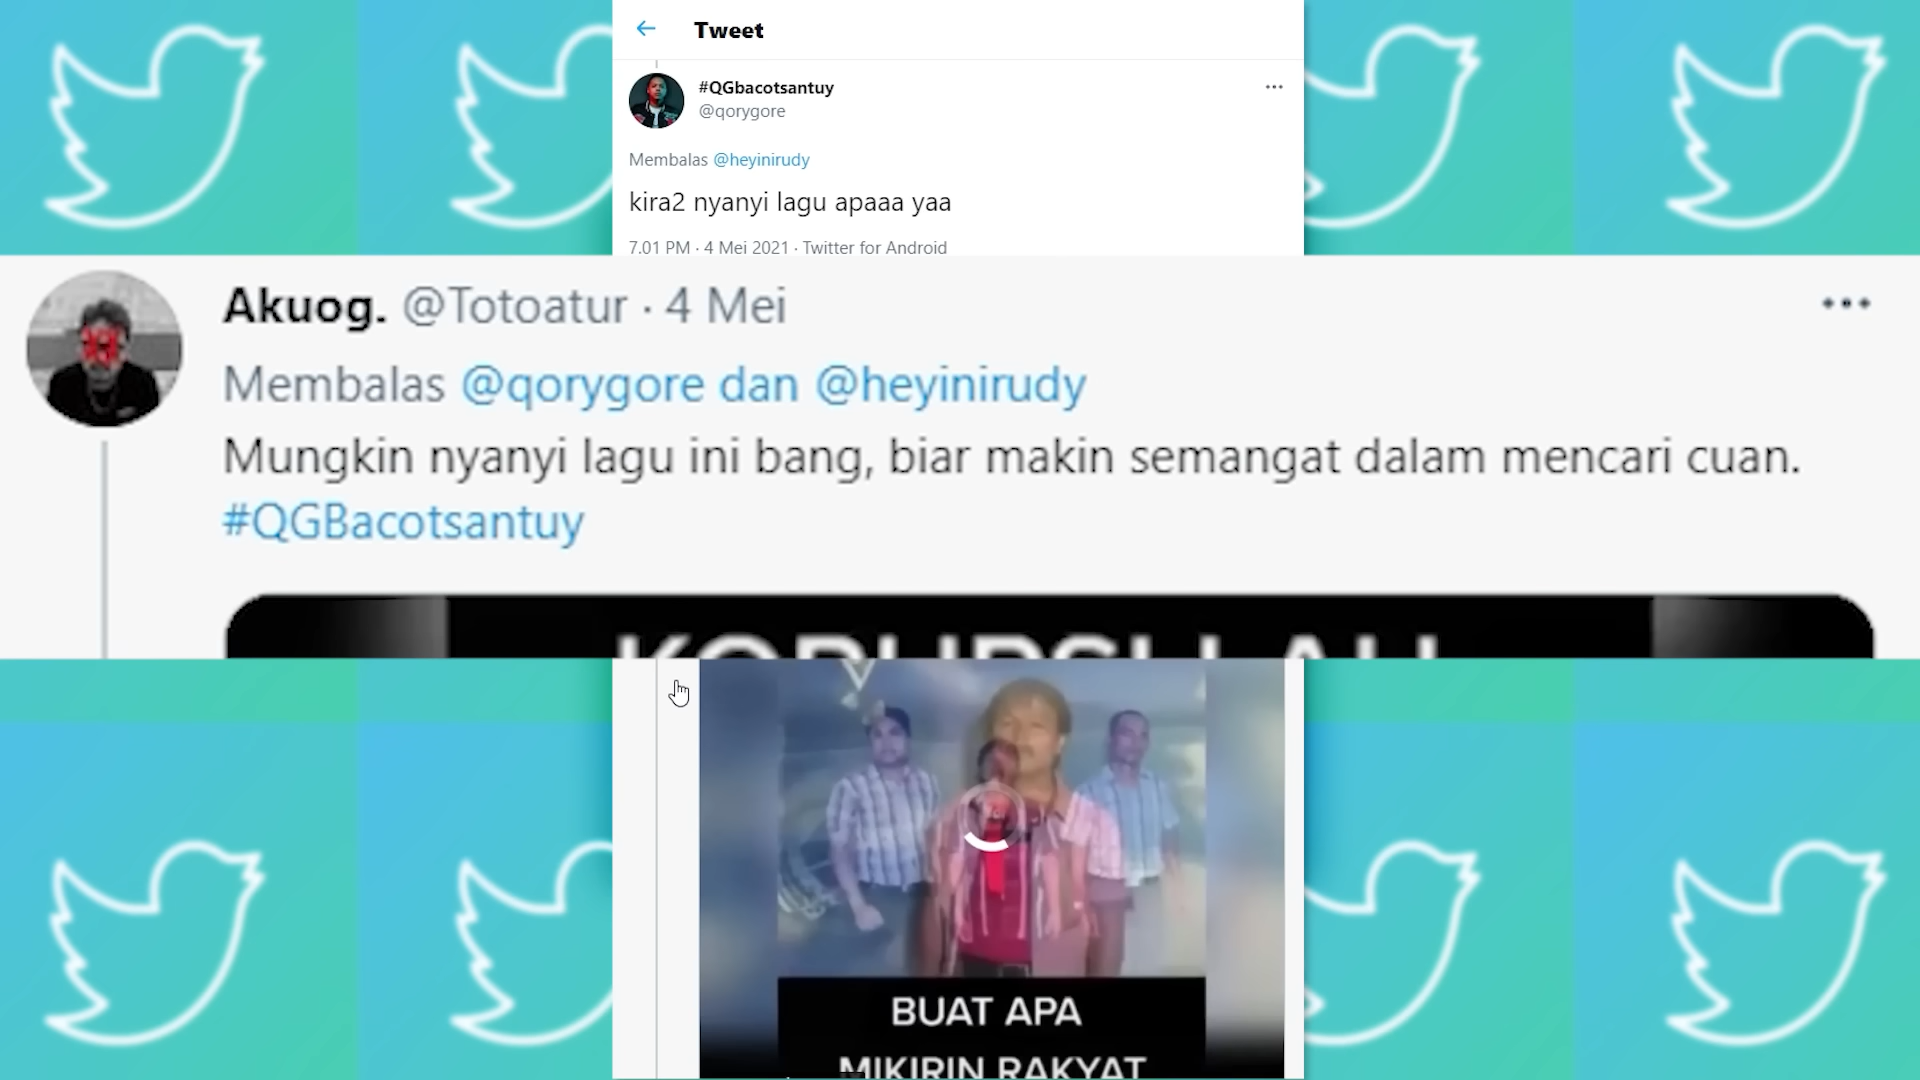 Tweet
#QGbacotsantuy
@qorygore
Membalas @heyinirudy
kira2 nyanyi lagu apaaa yaa
7.01 PM · 4 Mei 2021 · Twitter for Android
Akuog. @Totoatur · 4 Mei
Membalas @qorygore dan @heyinirudy
Mungkin nyanyi lagu ini bang, biar makin semangat dalam mencari cuan.
#QGBacotsantuy
KORUPSI LAH
BUAT APA
MIKIRIN RAKYAT